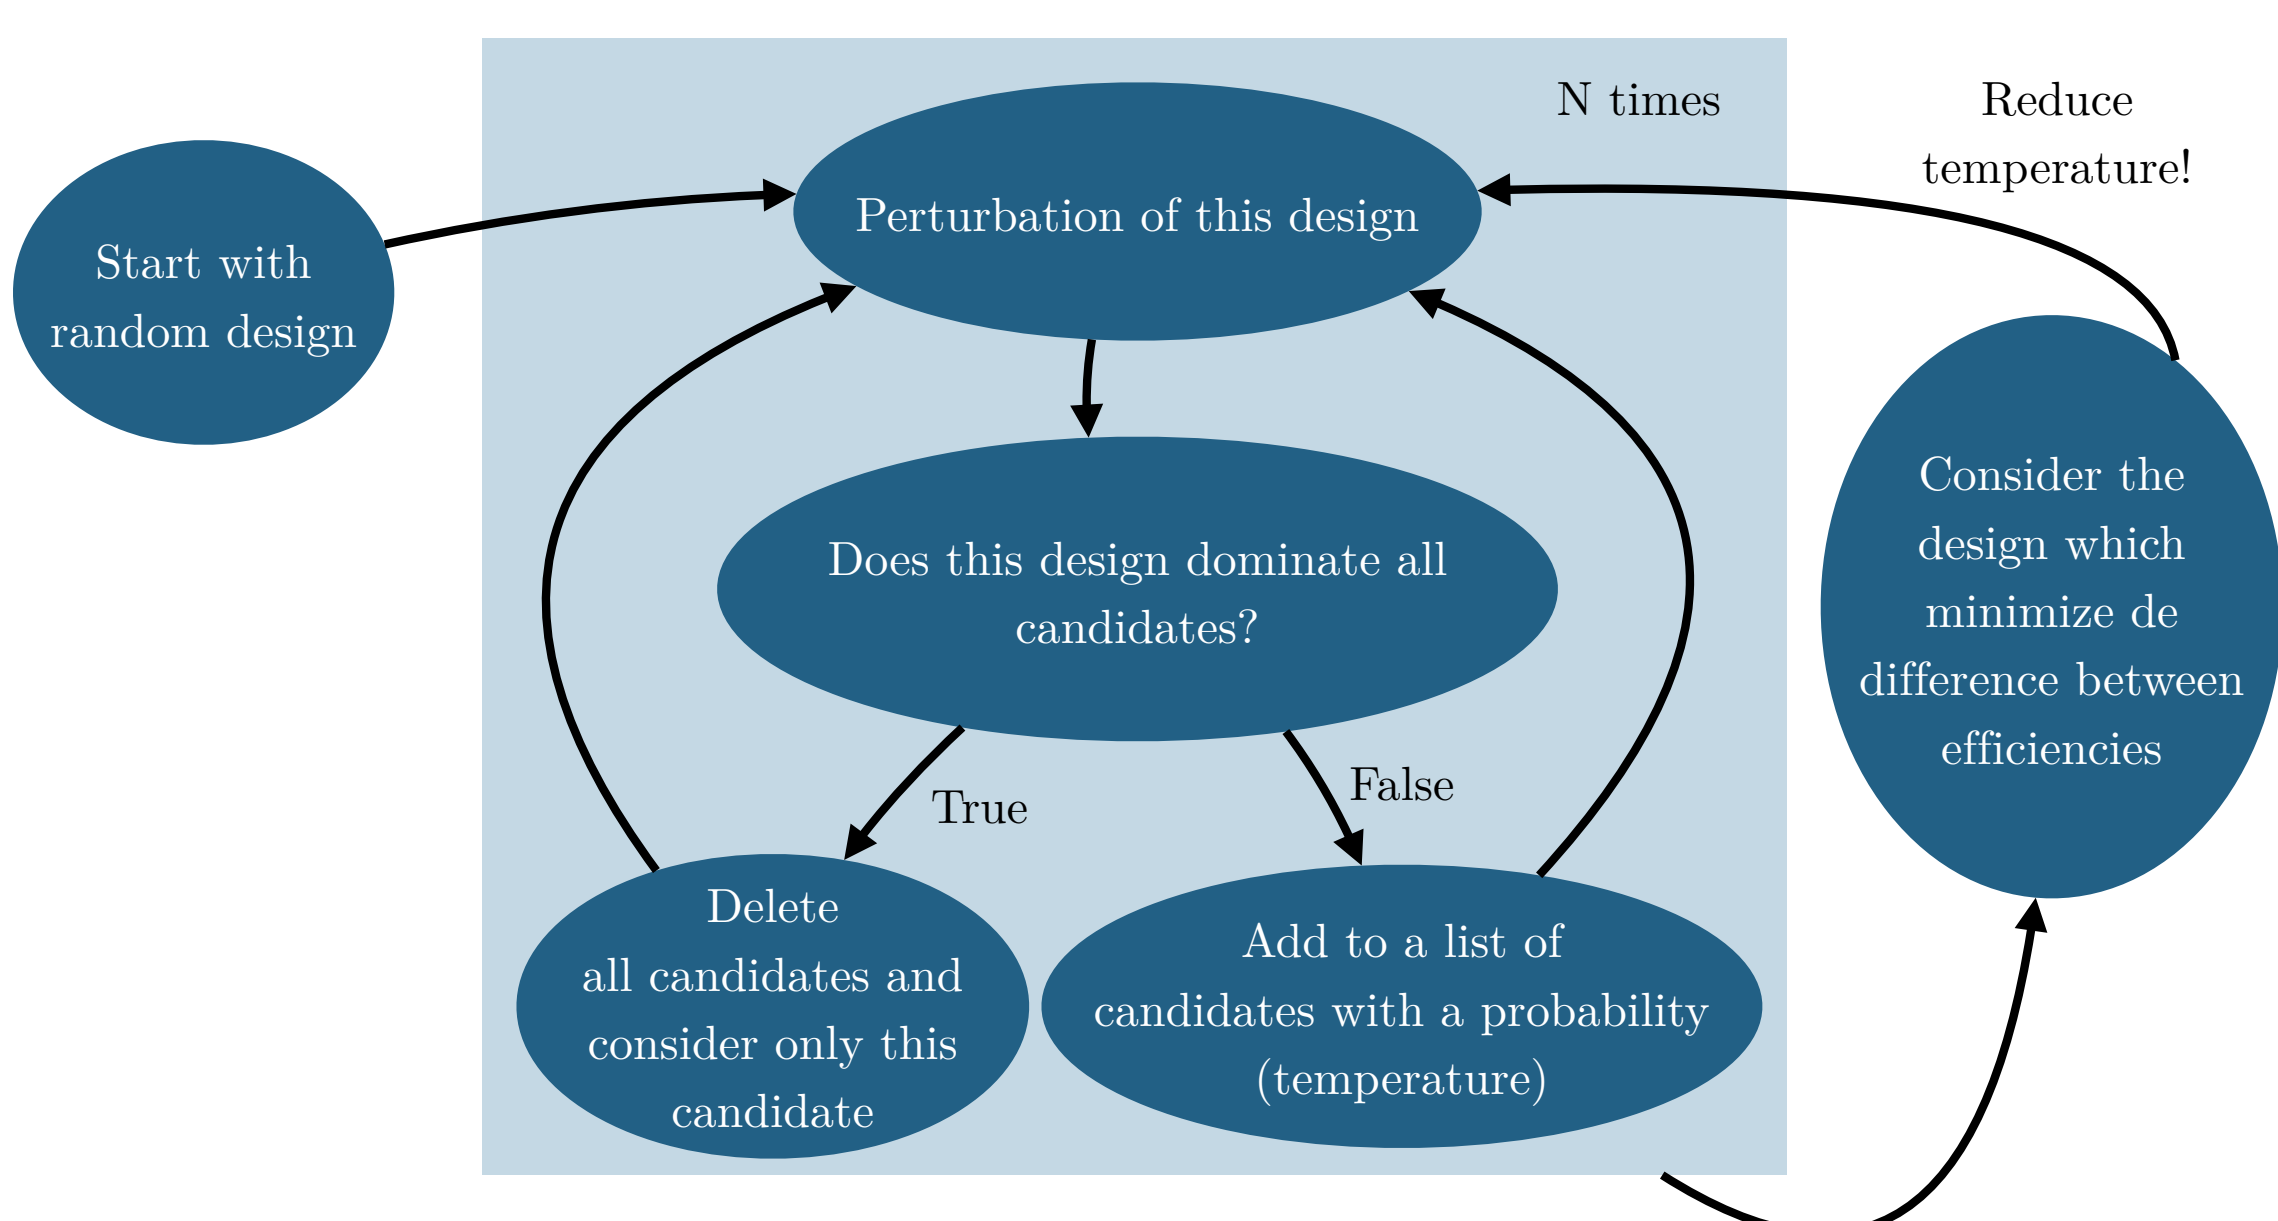 Start with
random design
Perturbation of this design
N times
Reduce
temperature!
Does this design dominate all
candidates?
True
False
Delete
all candidates and
consider only this
candidate
Add to a list of
candidates with a probability
(temperature)
Consider the
design which
minimize de
difference between
efficiencies